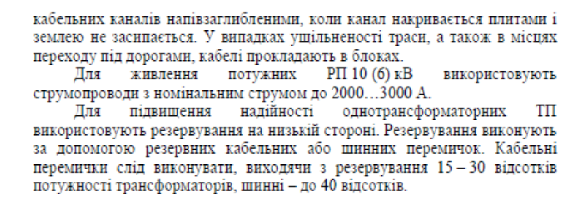 кабельних каналів напівзаглибленими, коли канал накривається плитами і
землею не засипається. У випадках ущільненості траси, а також в місцях
переходу під дорогами, кабелі прокладають в блоках.
Для живлення потужних РП 10 (6) кВ використовують
струмопроводи з номінальним струмом до 2000…3000 А.
Для підвищення надійності однотрансформаторних ТП
використовують резервування на низькій стороні. Резервування виконують
за допомогою резервних кабельних або шинних перемичок. Кабельні
перемички слід виконувати, виходячи з резервування 15 – 30 відсотків
потужності трансформаторів, шинні – до 40 відсотків.